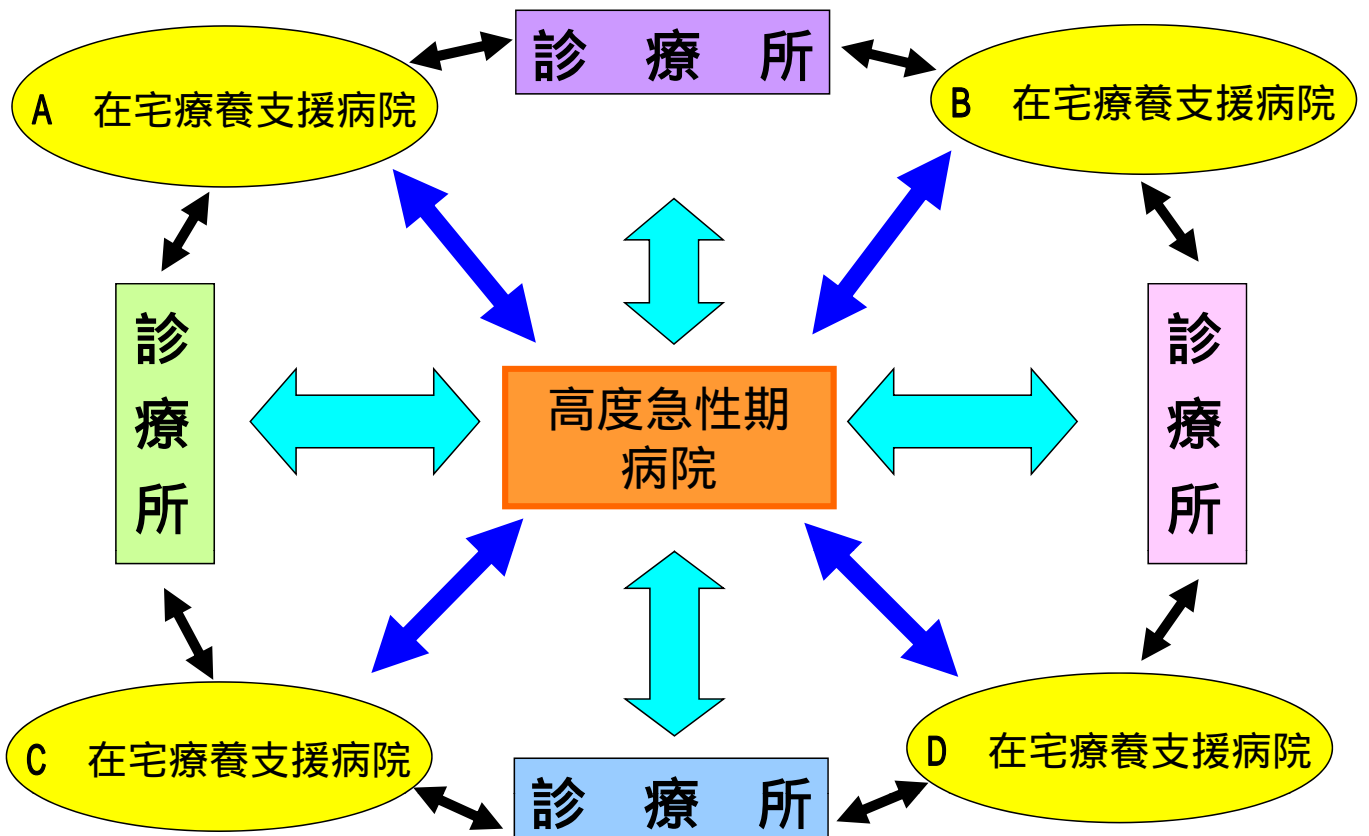 診 療 所
A 在宅療養支援病院
B 在宅療養支援病院
診療所
高度急性期
病院
診療所
C 在宅療養支援病院
D 在宅療養支援病院
診 療 所